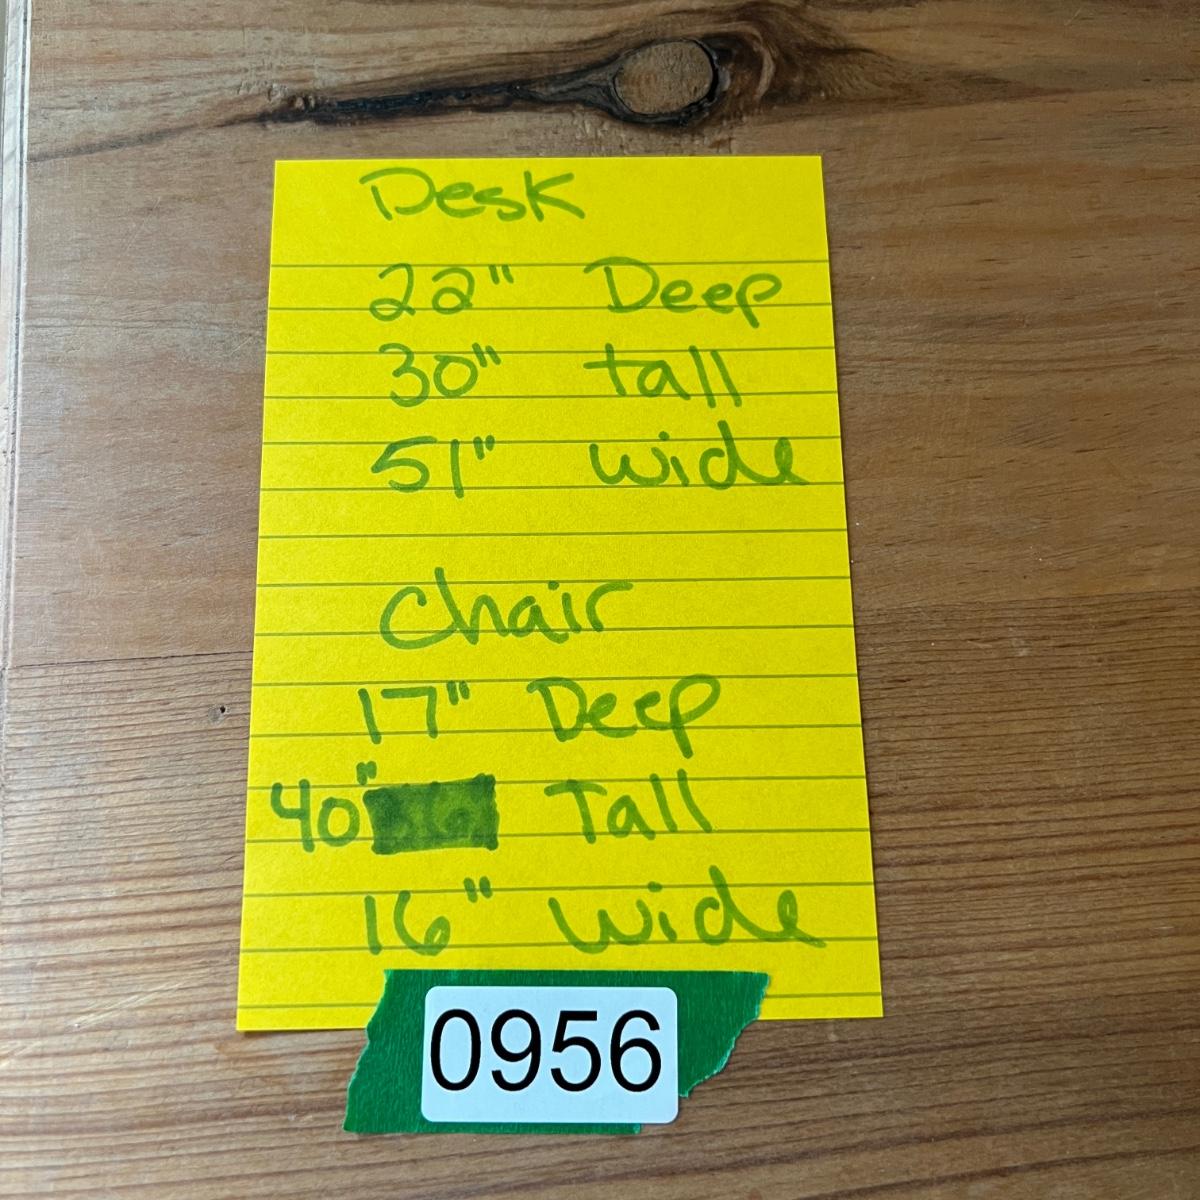 Desk
22" Deep
30" tall
51" wide
Chair
17" Deep
40" Tall
16" wide
0956